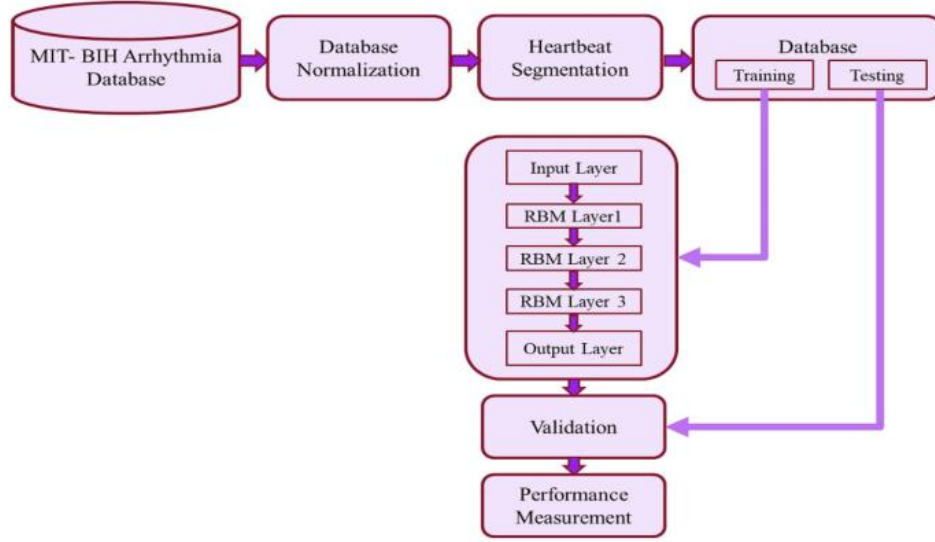 MIT- BIH Arrhythmia
Database
Database
Normalization
Heartbeat
Segmentation
Database
Training
Testing
Input Layer
RBM Layer1
RBM Layer 2
RBM Layer 3
Output Layer
Validation
Performance
Measurement